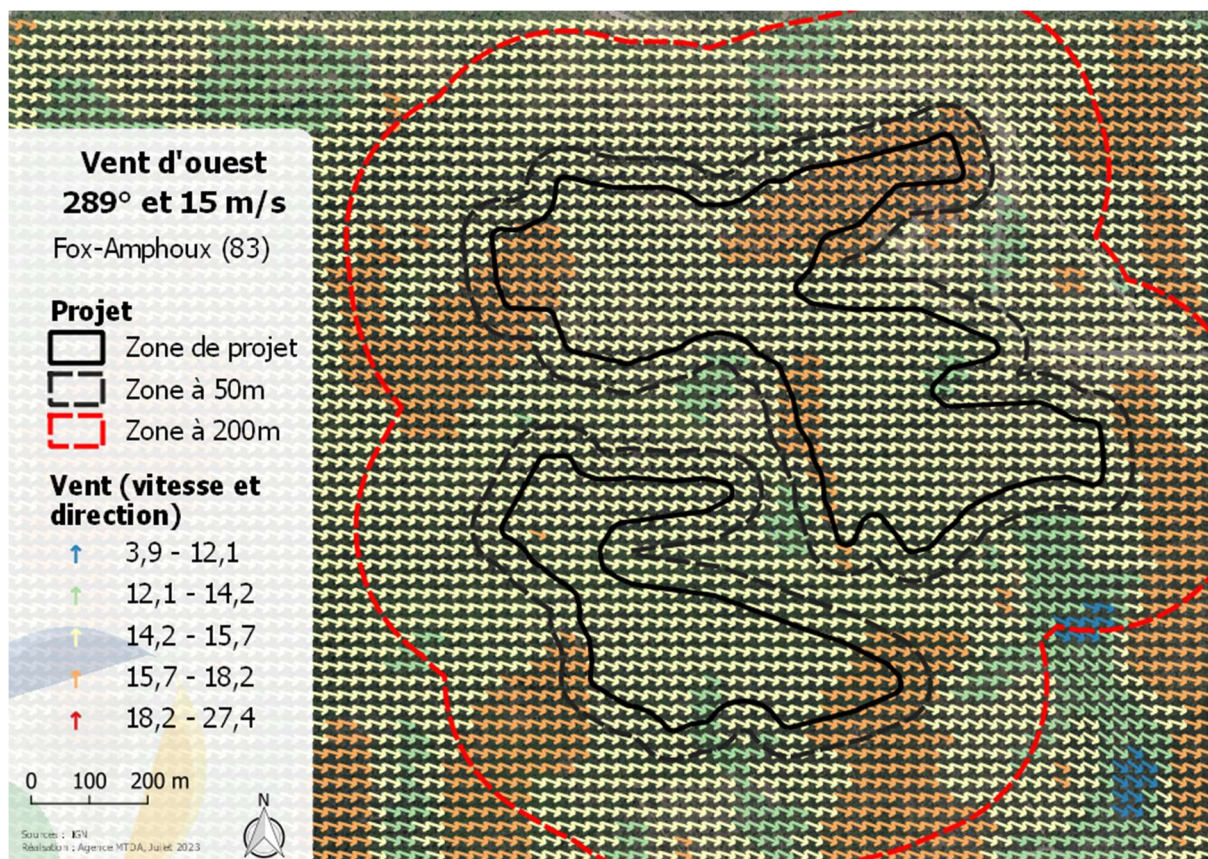 Vent d'ouest
289° et 15 m/s
Fox-Amphoux (83)
Projet
Zone de projet
Zone à 50m
Zone à 200m
Vent (vitesse et
direction)
3,9 - 12,1
12,1 - 14,2
14,2 - 15,7
15,7 - 18,2
18,2 - 27,4
0 100 200 m
N
Sources : IGN
Réalisation : Agence MTDA, Juillet 2023